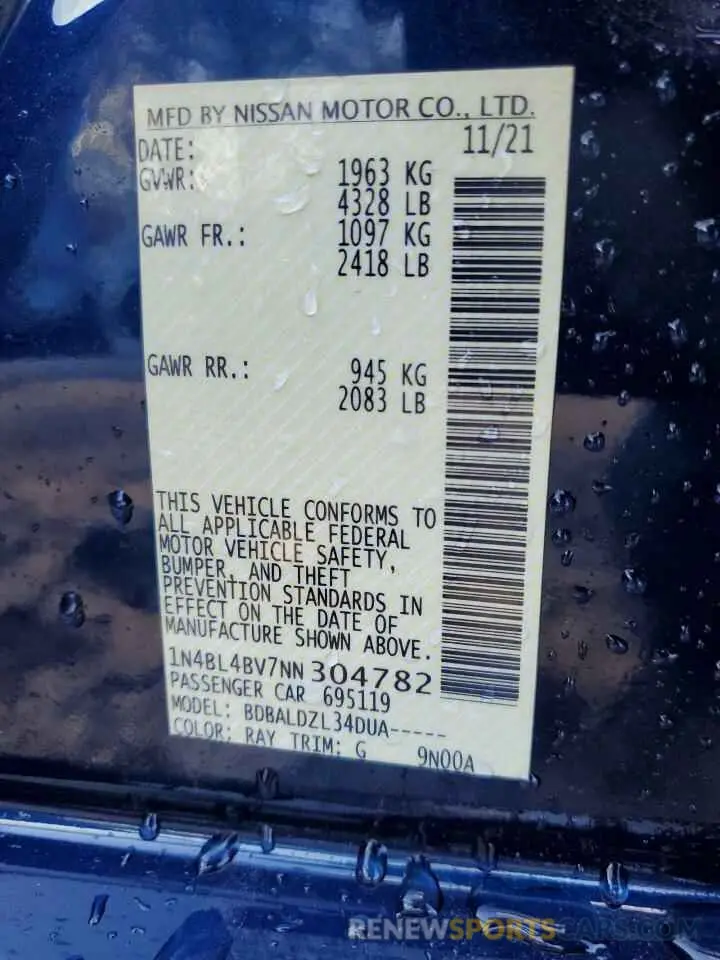 MFD BY NISSAN MOTOR CO., LTD.
DATE: 11/21
GVWR: 1963 KG
4328 LB
GAWR FR.: 1097 KG
2418 LB
GAWR RR.: 945 KG
2083 LB
THIS VEHICLE CONFORMS TO
ALL APPLICABLE FEDERAL
MOTOR VEHICLE SAFETY,
BUMPER, AND THEFT
PREVENTION STANDARDS IN
EFFECT ON THE DATE OF
MANUFACTURE SHOWN ABOVE.
1N4BL4BV7NN304782
PASSENGER CAR 695119
MODEL: BDBALDZL34DUA-----
COLOR: RAY TRIM: G 9N00A
RENEWSPORTSCARS.COM